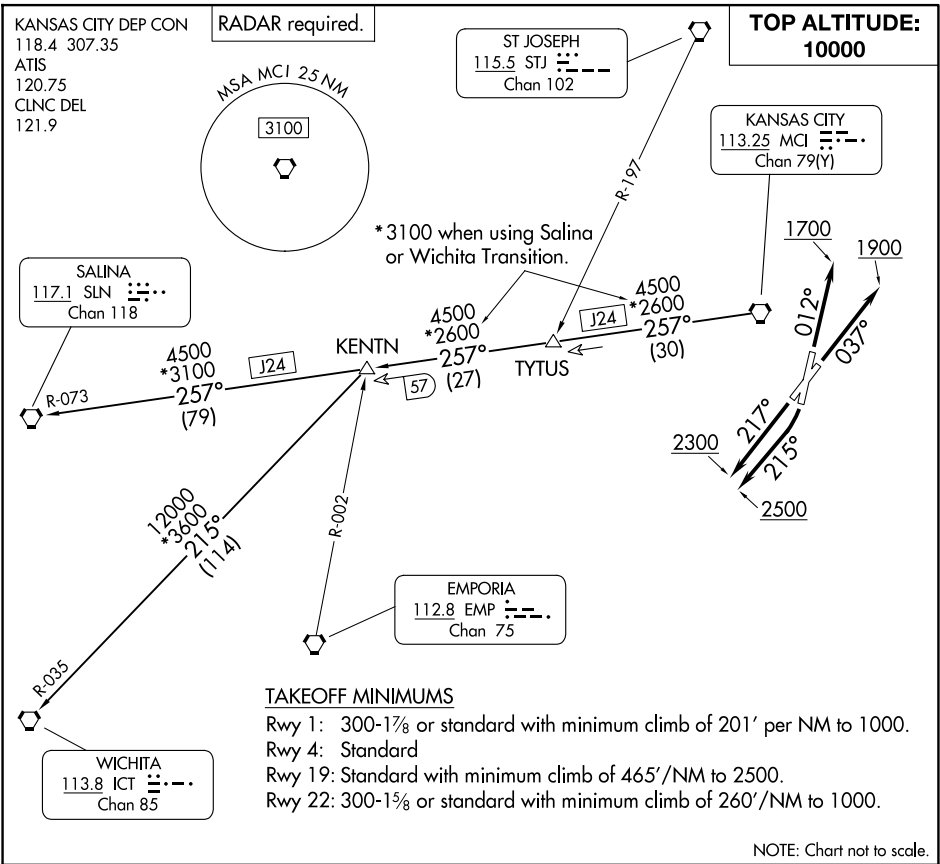 KANSAS CITY DEP CON
118.4 307.35
ATIS
120.75
CLNC DEL
121.9
RADAR required.
TOP ALTITUDE:
10000
MSA MCI 25 NM
3100
ST JOSEPH
115.5 STJ
Chan 102
KANSAS CITY
113.25 MCI
Chan 79(Y)
R-197
*3100 when using Salina
or Wichita Transition.
1700
1900
012°
037°
SALINA
117.1 SLN
Chan 118
4500
*2600
J24
257°
(30)
TYTUS
4500
*2600
257°
(27)
KENTN
57
4500
*3100
J24
257°
(79)
R-073
217°
215°
2300
2500
12000
*3600
215°
(114)
R-002
R-035
EMPORIA
112.8 EMP
Chan 75
WICHITA
113.8 ICT
Chan 85
TAKEOFF MINIMUMS
Rwy 1: 300-1⅞ or standard with minimum climb of 201' per NM to 1000.
Rwy 4: Standard
Rwy 19: Standard with minimum climb of 465'/NM to 2500.
Rwy 22: 300-1⅝ or standard with minimum climb of 260'/NM to 1000.
NOTE: Chart not to scale.